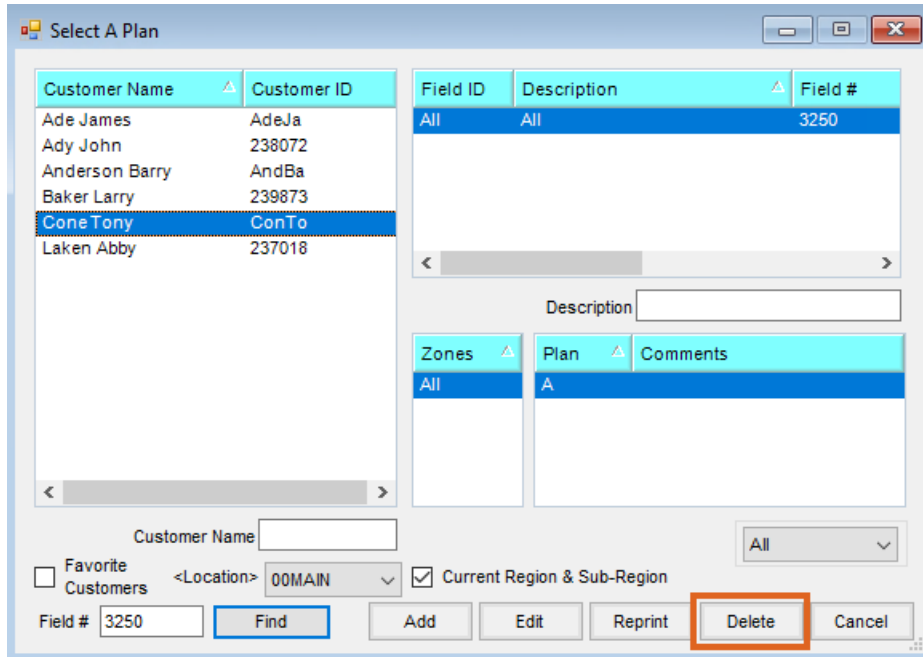 Select A Plan
Customer Name Customer ID
Ade James AdeJa
Ady John 238072
Anderson Barry AndBa
Baker Larry 239873
Cone Tony ConTo
Laken Abby 237018
Field ID Description Field #
All All 3250
Description
Zones
All
Plan Comments
A
Customer Name
All
Favorite
Customers
<Location> 00MAIN
Current Region & Sub-Region
Field # 3250 Find Add Edit Reprint Delete Cancel